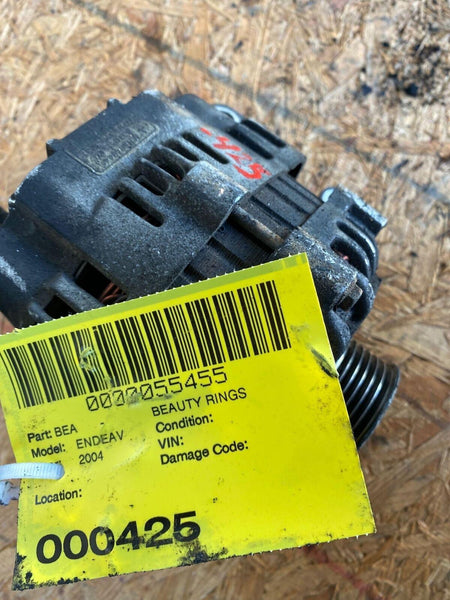 0000055455
Part: BEA BEAUTY RINGS
Model: ENDEAV Condition:
2004 VIN:
Damage Code:
Location:
000425